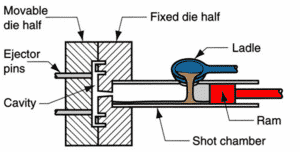 Movable
die half
Fixed die half
Ejector
pins
Ladle
Cavity
Ram
Shot chamber